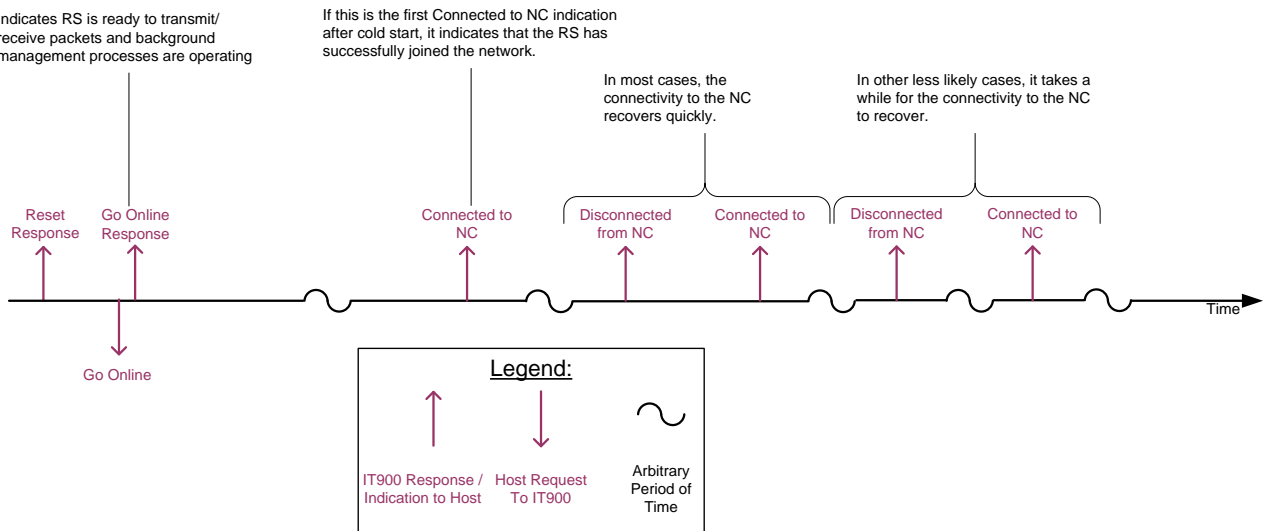 ndicates RS is ready to transmit/
receive packets and background
management processes are operating
If this is the first Connected to NC indication
after cold start, it indicates that the RS has
successfully joined the network.
In most cases, the
connectivity to the NC
recovers quickly.
In other less likely cases, it takes a
while for the connectivity to the NC
to recover.
Reset
Response
Go Online
Response
Connected to
NC
Disconnected
from NC
Connected to
NC
Disconnected
from NC
Connected to
NC
Time
Go Online
Legend:
IT900 Response /
Indication to Host
Host Request
To IT900
Arbitrary
Period of
Time